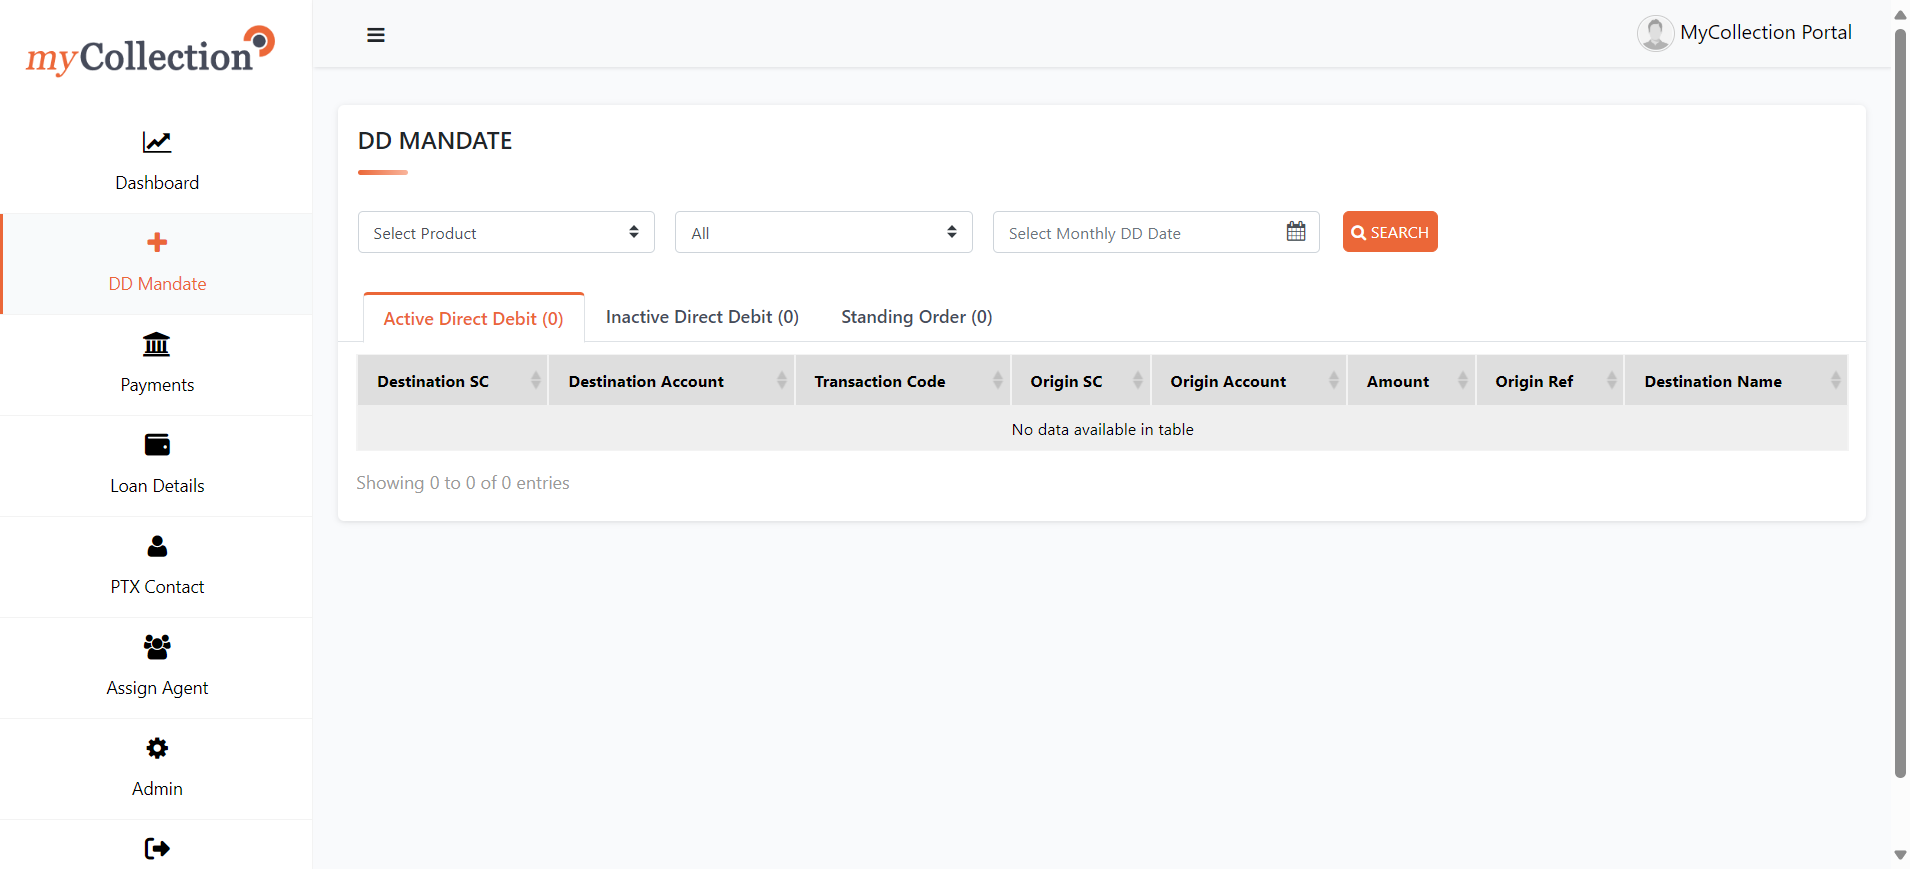 myCollection
MyCollection Portal
Dashboard
DD Mandate
Payments
Loan Details
PTX Contact
Assign Agent
Admin
DD MANDATE
Select Product
All
Select Monthly DD Date
SEARCH
Active Direct Debit (0)
Inactive Direct Debit (0)
Standing Order (0)
Destination SC
Destination Account
Transaction Code
Origin SC
Origin Account
Amount
Origin Ref
Destination Name
No data available in table
Showing 0 to 0 of 0 entries